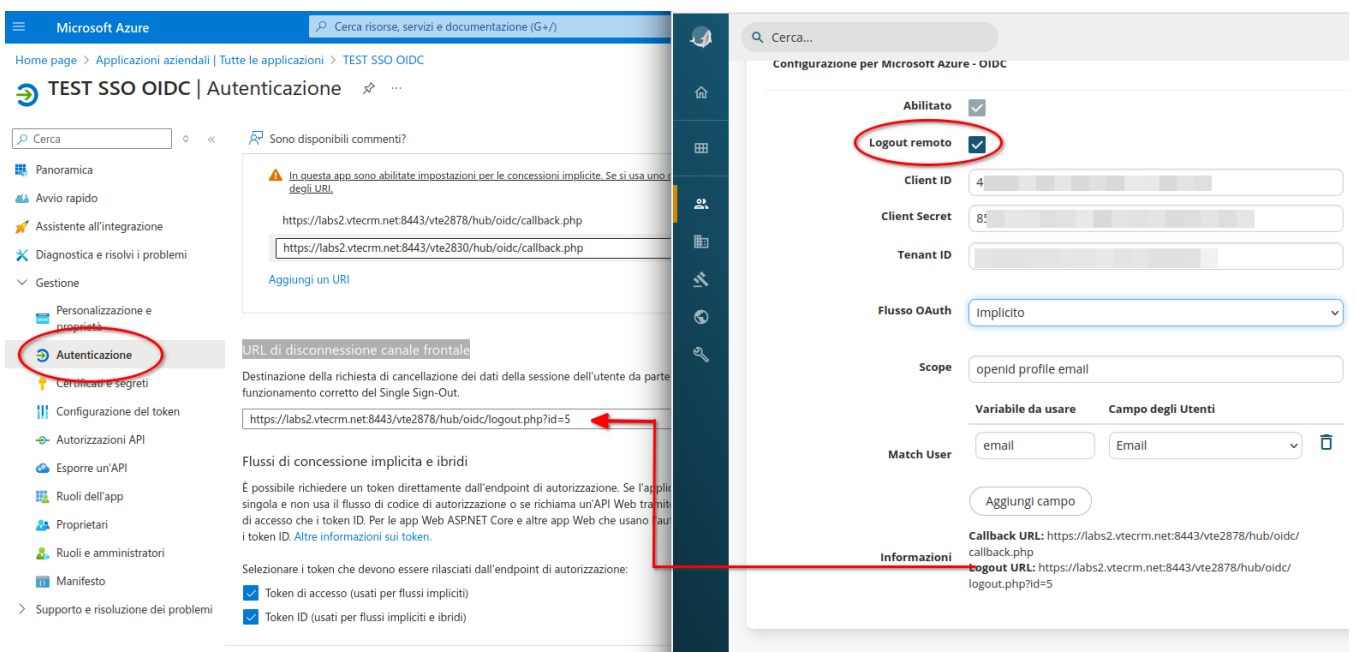 Microsoft Azure
Cerca risorse, servizi e documentazione (G+/)
Home page > Applicazioni aziendali | Tutte le applicazioni > TEST SSO OIDC
TEST SSO OIDC | Autenticazione
Cerca
Sono disponibili commenti?
Panoramica
Avvio rapido
Assistente all'integrazione
Diagnostica e risolvi i problemi
Gestione
Personalizzazione e
proprietà
Autenticazione
Certificati e segreti
Configurazione del token
Autorizzazioni API
Esporre un'API
Ruoli dell'app
Proprietari
Ruoli e amministratori
Manifesto
Supporto e risoluzione dei problemi
In questa app sono abilitate impostazioni per le concessioni implicite. Se si usa uno
degli URI.
https://labs2.vtecrm.net:8443/vte2878/hub/oidc/callback.php
https://labs2.vtecrm.net:8443/vte2830/hub/oidc/callback.php
Aggiungi un URI
URL di disconnessione canale frontale
Destinazione della richiesta di cancellazione dei dati della sessione dell'utente da parte
funzionamento corretto del Single Sign-Out.
https://labs2.vtecrm.net:8443/vte2878/hub/oidc/logout.php?id=5
Flussi di concessione implicita e ibridi
È possibile richiedere un token direttamente dall'endpoint di autorizzazione. Se l'applic
singola e non usa il flusso di codice di autorizzazione o se richiama un'API Web tramit
di accesso che i token ID. Per le app Web ASP.NET Core e altre app Web che usano l'aut
i token ID. Altre informazioni sui token.
Selezionare i token che devono essere rilasciati dall'endpoint di autorizzazione:
Token di accesso (usati per flussi impliciti)
Token ID (usati per flussi impliciti e ibridi)
Cerca...
Configurazione per Microsoft Azure - OIDC
Abilitato
Logout remoto
Client ID
4
Client Secret
85
Tenant ID
Flusso OAuth
Implicito
Scope
openid profile email
Variabile da usare Campo degli Utenti
Match User
email Email
Aggiungi campo
Informazioni
Callback URL: https://labs2.vtecrm.net:8443/vte2878/hub/oidc/
callback.php
Logout URL: https://labs2.vtecrm.net:8443/vte2878/hub/oidc/
logout.php?id=5